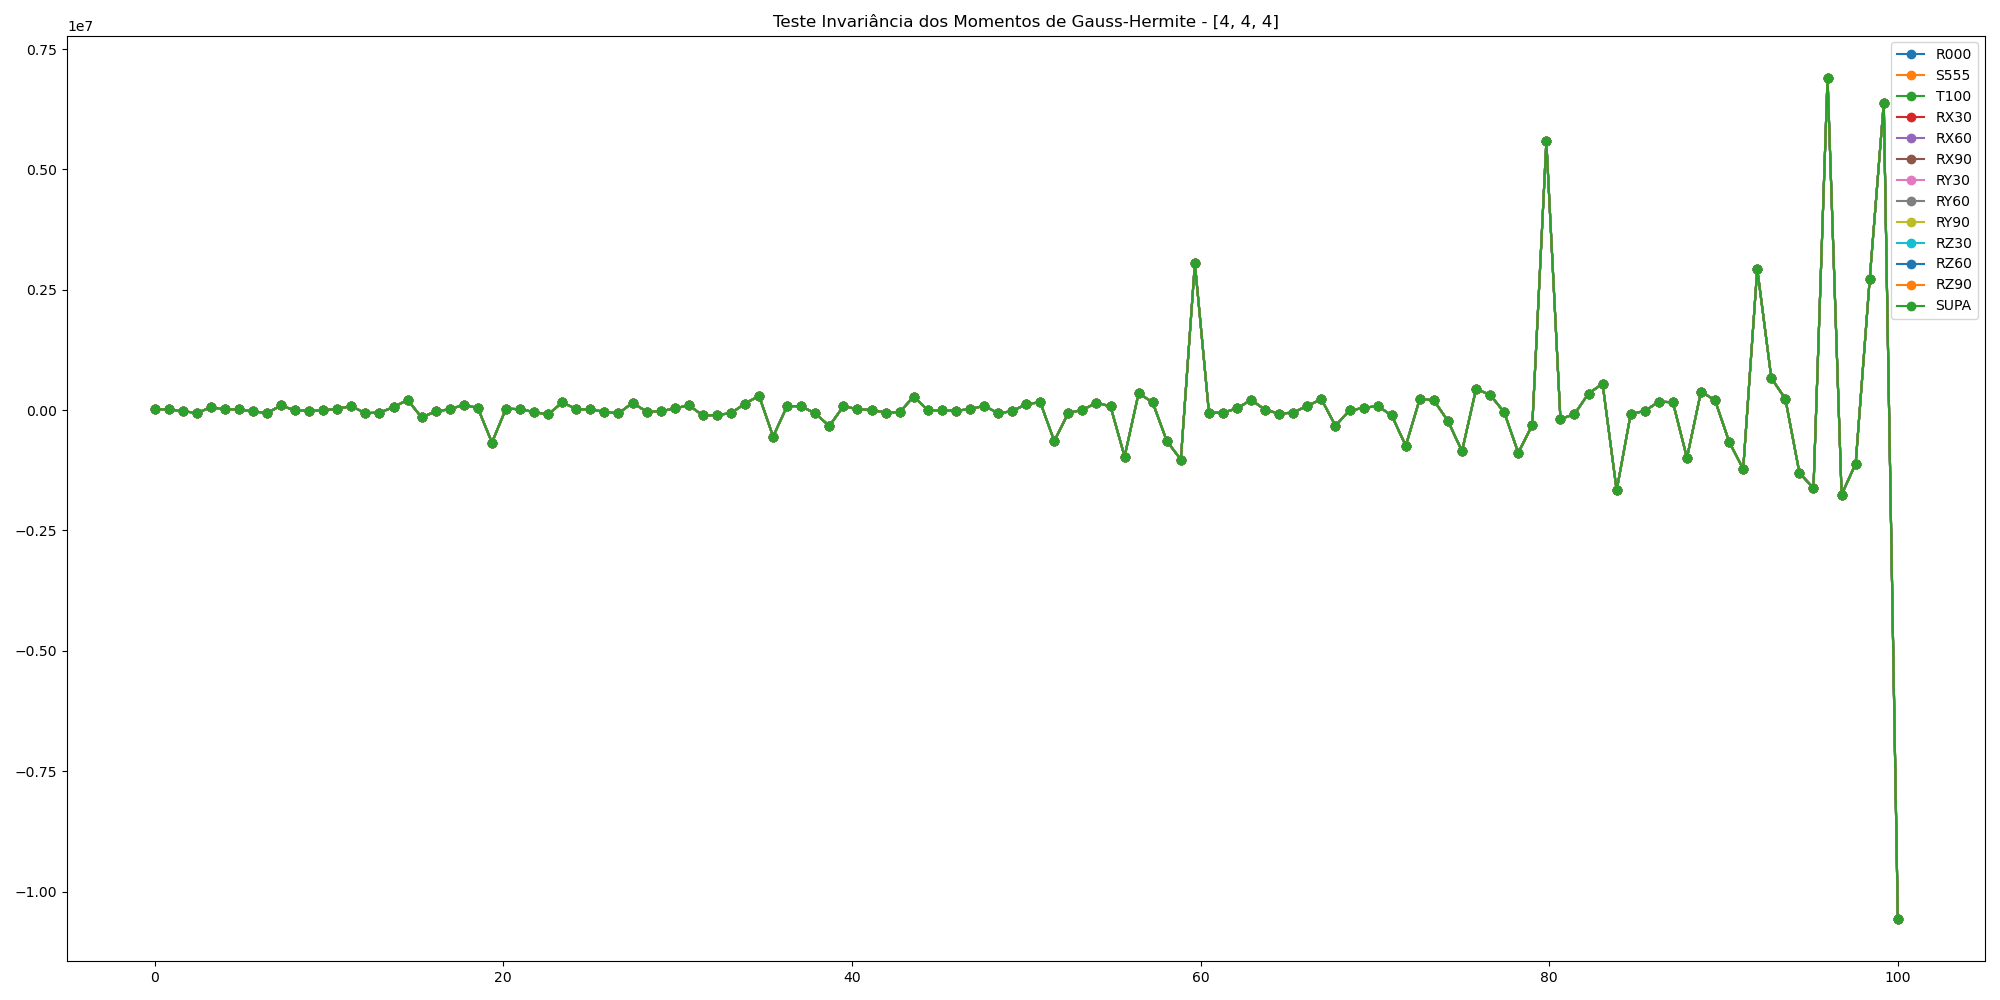 Teste Invariância dos Momentos de Gauss-Hermite - [4, 4, 4]
1e7
0.75
0.50
0.25
0.00
−0.25
−0.50
−0.75
−1.00
0 20 40 60 80 100
R000
S555
T100
RX30
RX60
RX90
RY30
RY60
RY90
RZ30
RZ60
RZ90
SUPA